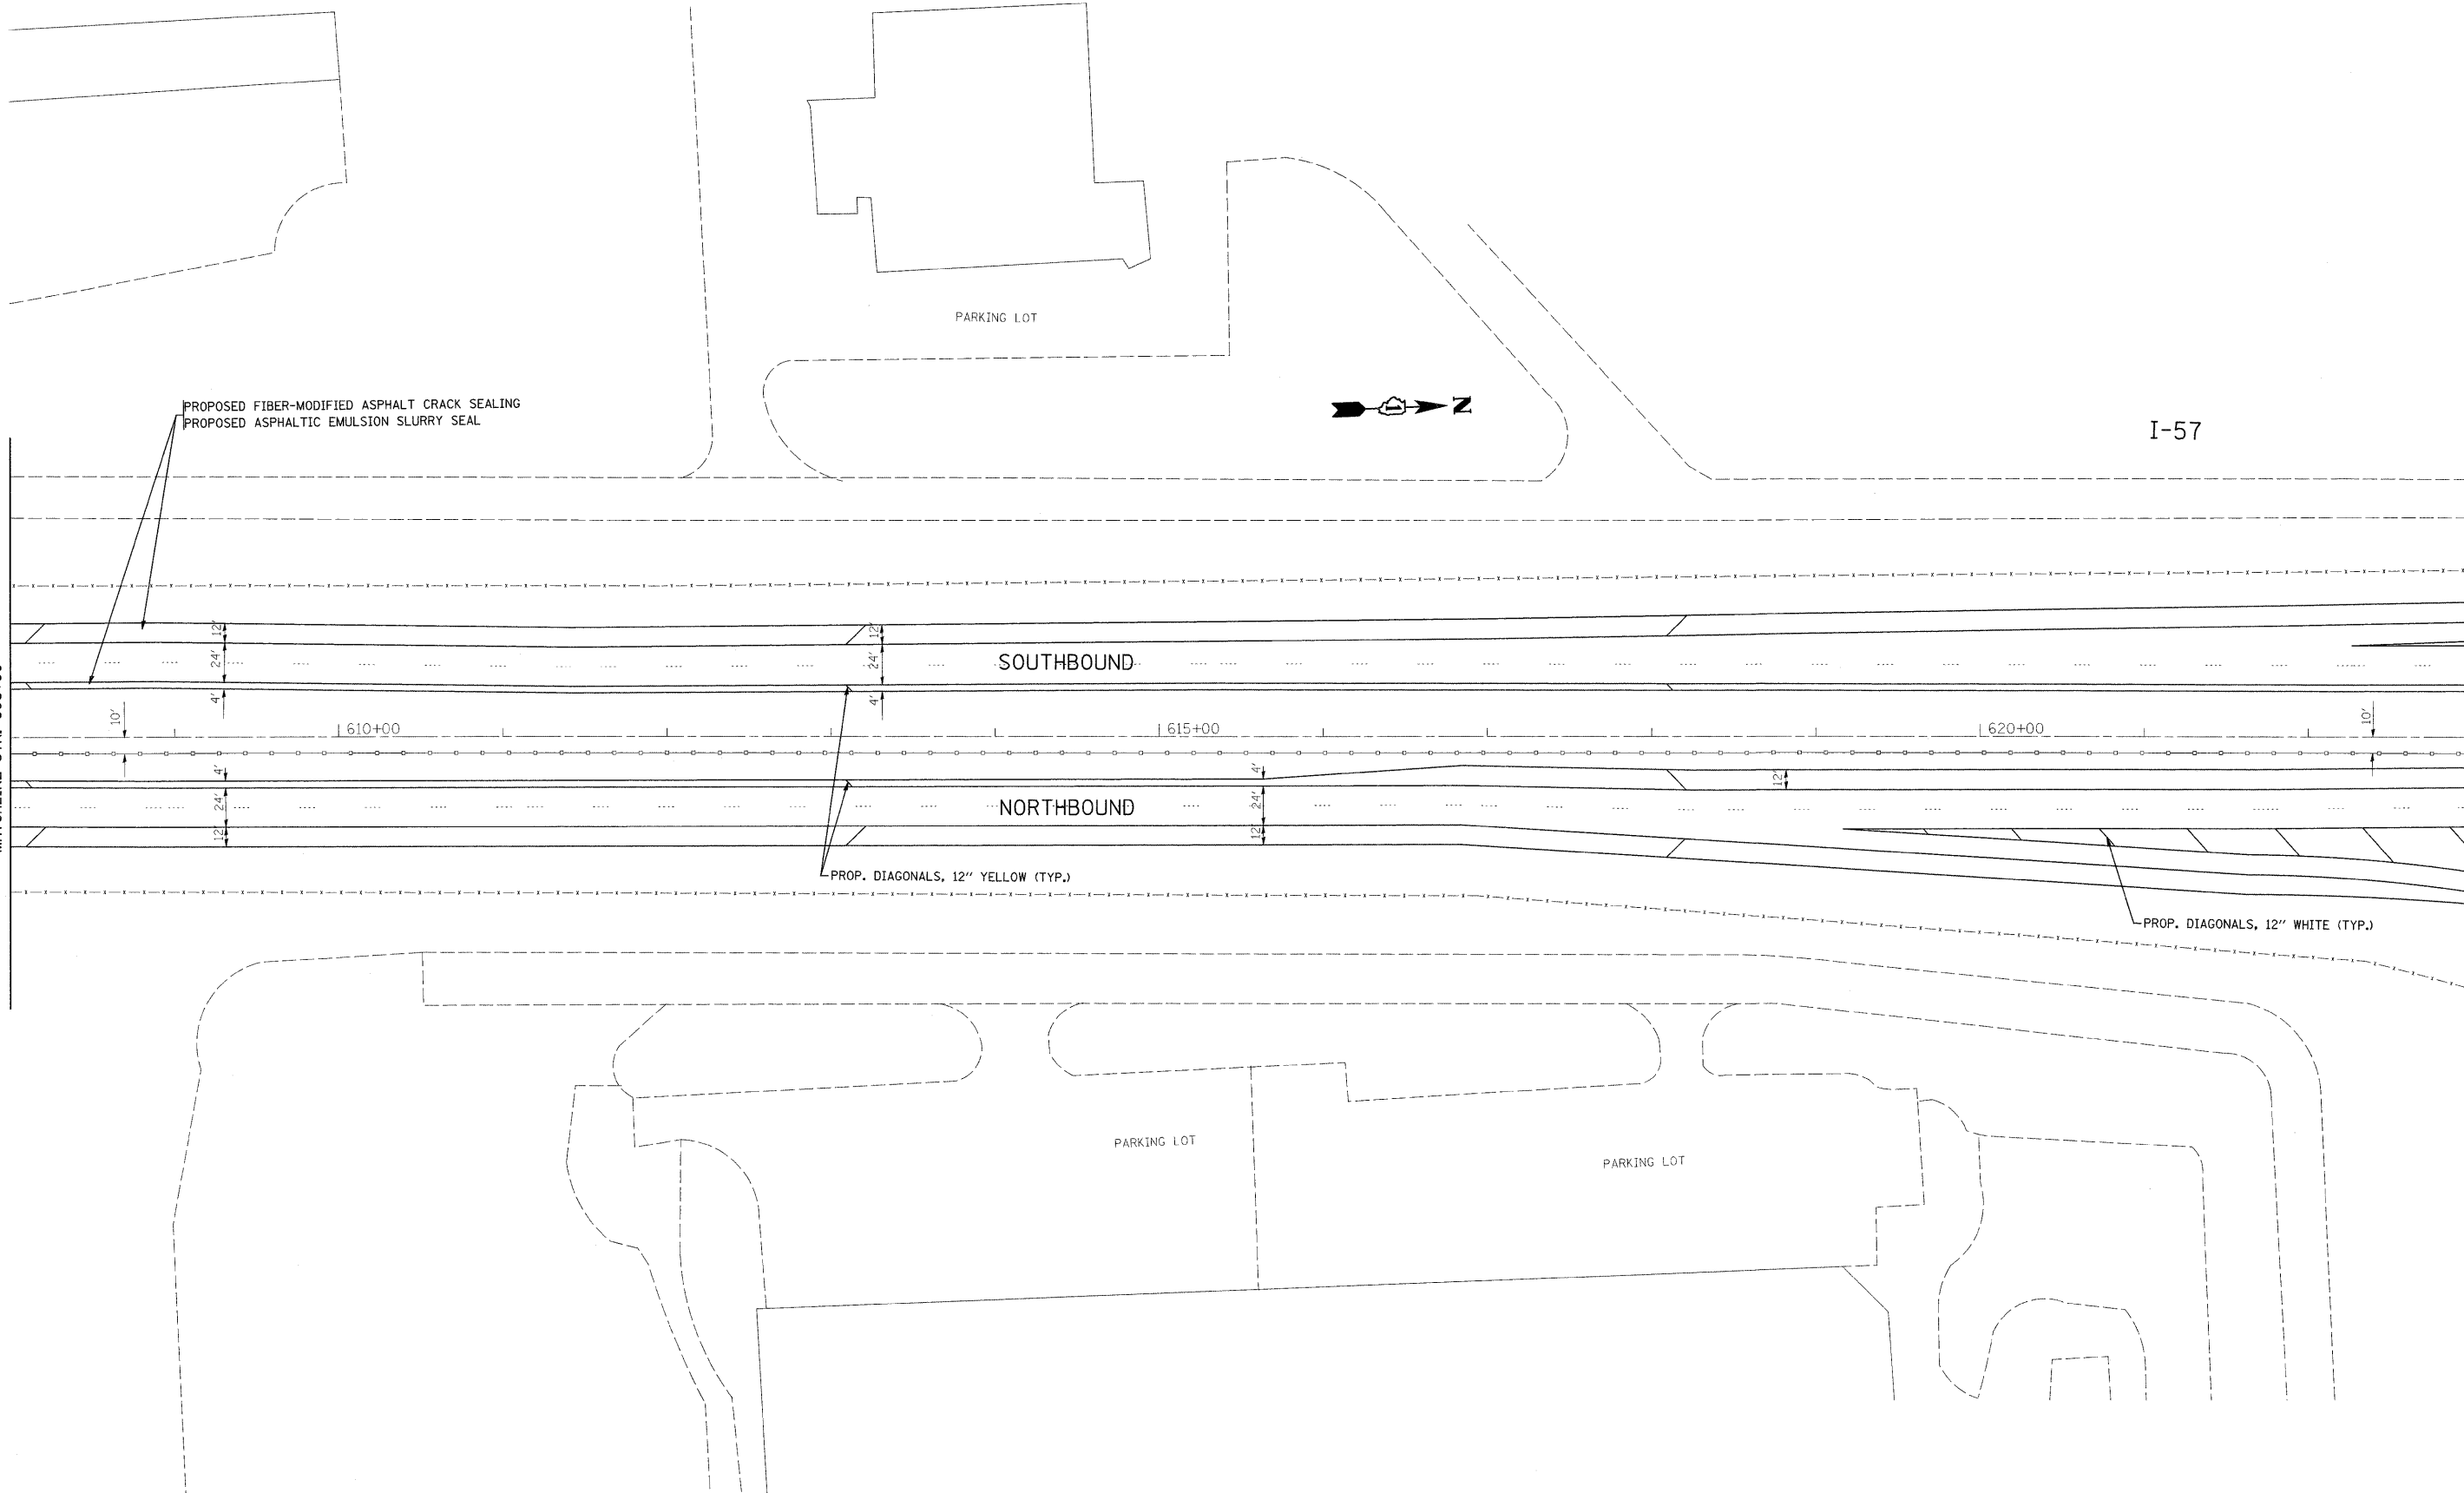 PARKING LOT
PROPOSED FIBER-MODIFIED ASPHALT CRACK SEALING
PROPOSED ASPHALTIC EMULSION SLURRY SEAL
N
I-57
12'
12'
24'
24'
SOUTHBOUND
4'
4'
10'
10'
610+00
615+00
620+00
4'
4'
12'
24'
24'
NORTHBOUND
12'
12'
PROP. DIAGONALS, 12" YELLOW (TYP.)
PROP. DIAGONALS, 12" WHITE (TYP.)
PARKING LOT
PARKING LOT